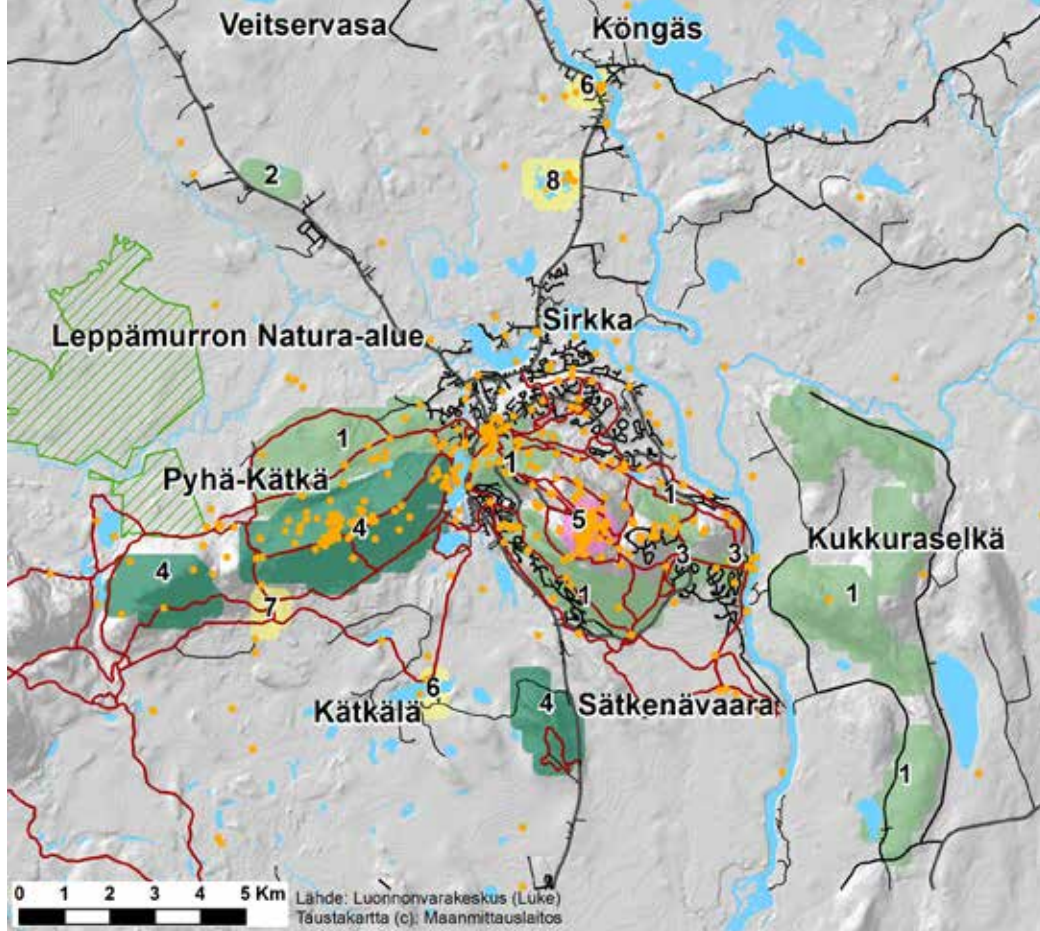 Veitservasa
Köngäs
6
2
8
Sirkka
Leppämurron Natura-alue
1
1
Pyhä-Kätkä
1
5
4
Kukkuraselkä
3
3
4
1
1
7
6
Kätkälä
4
Sätkenävaara
1
0 1 2 3 4 5 Km
Lähde: Luonnonvarakeskus (Luke)
Taustakartta (c): Maanmittauslaitos